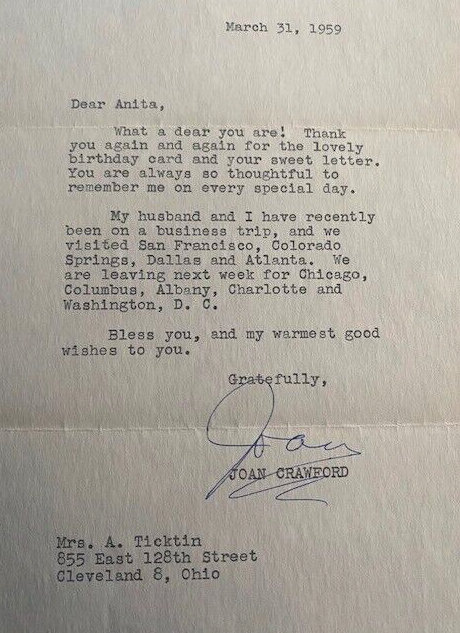 March 31, 1959
Dear Anita,
What a dear you are! Thank
you again and again for the lovely
birthday card and your sweet letter.
You are always so thoughtful to
remember me on every special day.
My husband and I have recently
been on a business trip, and we
visited San Francisco, Colorado
Springs, Dallas and Atlanta. We
are leaving next week for Chicago,
Columbus, Albany, Charlotte and
Washington, D. C.
Bless you, and my warmest good
wishes to you.
Gratefully,
Joan
JOAN CRAWFORD
Mrs. A. Ticktin
855 East 128th Street
Cleveland 8, Ohio